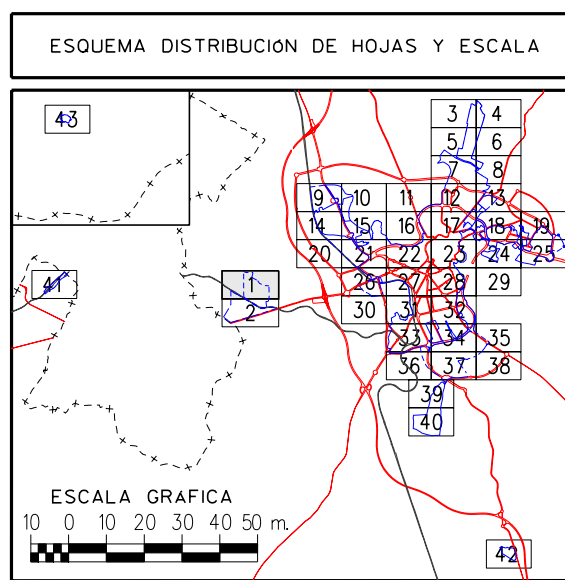 ESQUEMA DISTRIBUCIóN DE HOJAS Y ESCALA
43
3 4
5 6
7 8
9 10 11 12 13
14 15 16 17 18 19
20 21 22 23 24 25
41 1 26 27 28 29
2 30 31 32
33 34 35
36 37 38
39
40
ESCALA GRÁFICA
10 0 10 20 30 40 50 m.
42